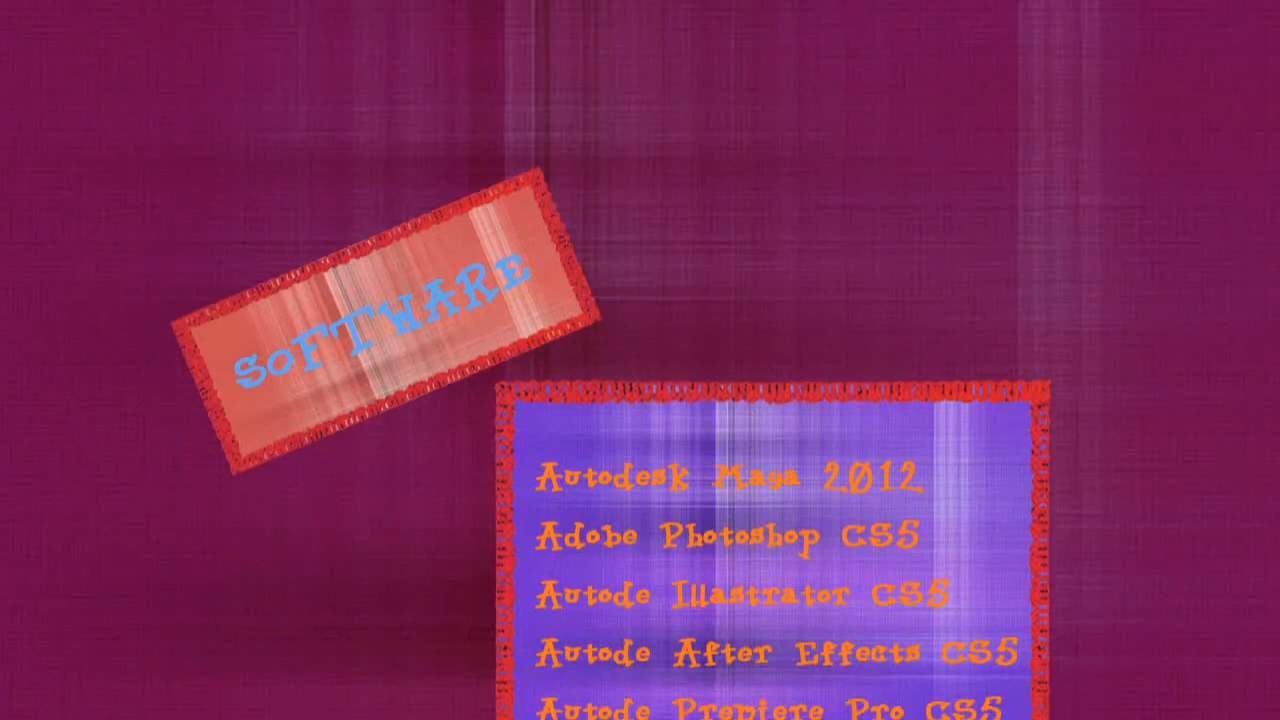 SoFTWARE
Autodesk Maya 2012
Adobe Photoshop CS5
Autode Illastrator CS5
Autode After Effects CS5
Autode Prepiere Pro CS5